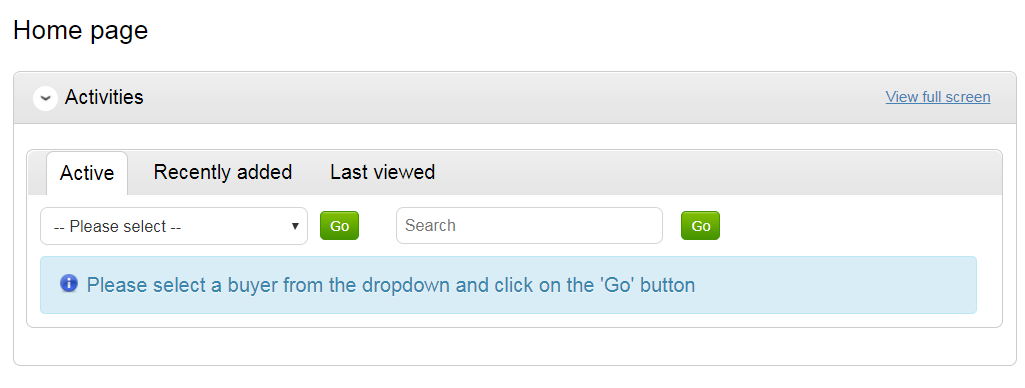 Home page
Activities View full screen
Active Recently added Last viewed
-- Please select -- Go Search Go
Please select a buyer from the dropdown and click on the 'Go' button